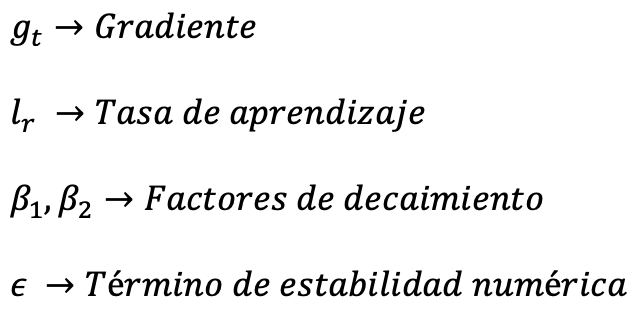 g_t → Gradiente
l_r → Tasa de aprendizaje
β_1, β_2 → Factores de decaimiento
ϵ → Término de estabilidad numérica